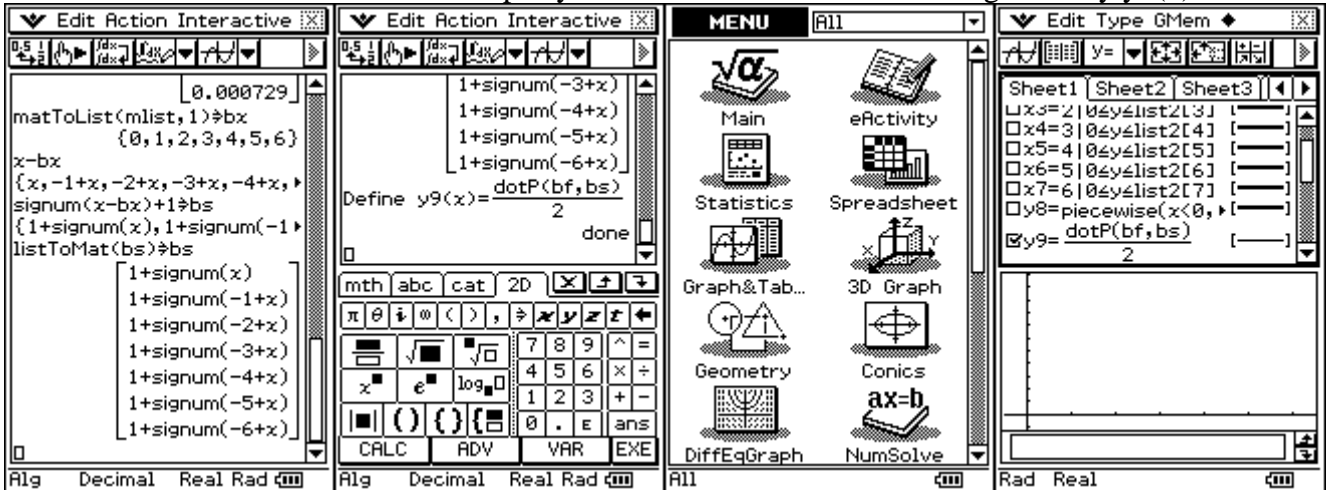 Edit Action Interactive
0.000729
matToList(mlist,1)⇒bx
{0,1,2,3,4,5,6}
x-bx
{x,-1+x,-2+x,-3+x,-4+x,▶
signum(x-bx)+1⇒bs
{1+signum(x),1+signum(-1▶
listToMat(bs)⇒bs
1+signum(x)
1+signum(-1+x)
1+signum(-2+x)
1+signum(-3+x)
1+signum(-4+x)
1+signum(-5+x)
1+signum(-6+x)
Alg Decimal Real Rad
Edit Action Interactive
1+signum(-3+x)
1+signum(-4+x)
1+signum(-5+x)
1+signum(-6+x)
Define y9(x)=dotP(bf,bs)/2
done
mth abc cat 2D
π θ i ∞ ( ) , ⇒ x y z t
7 8 9 ^ =
4 5 6 × ÷
1 2 3 + -
0 . E ans
CALC ADV VAR EXE
Alg Decimal Real Rad
MENU All
Main eActivity
Statistics Spreadsheet
Graph&Tab... 3D Graph
Geometry Conics
DiffEqGraph NumSolve
All
Edit Type GMem
y=
Sheet1 Sheet2 Sheet3
x3=2|0≤y≤list2[3]
x4=3|0≤y≤list2[4]
x5=4|0≤y≤list2[5]
x6=5|0≤y≤list2[6]
x7=6|0≤y≤list2[7]
y8=piecewise(x<0,▶
y9=dotP(bf,bs)/2
Rad Real